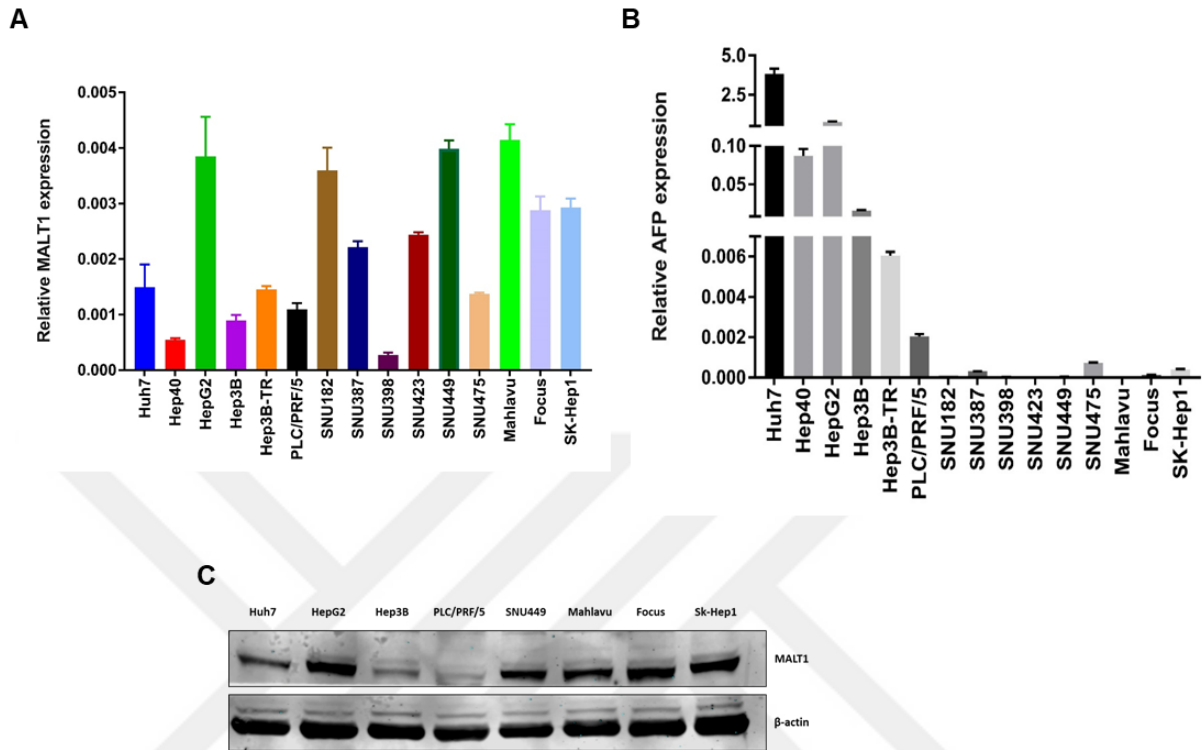 A
Relative MALT1 expression
0.005
0.004
0.003
0.002
0.001
0.000
Huh7
Hep40
HepG2
Hep3B
Hep3B-TR
PLC/PRF/5
SNU182
SNU387
SNU398
SNU423
SNU449
SNU475
Mahlavu
Focus
SK-Hep1
B
Relative AFP expression
5.0
2.5
0.10
0.05
0.006
0.004
0.002
0.000
Huh7
Hep40
HepG2
Hep3B
Hep3B-TR
PLC/PRF/5
SNU182
SNU387
SNU398
SNU423
SNU449
SNU475
Mahlavu
Focus
SK-Hep1
C
Huh7 HepG2 Hep3B PLC/PRF/5 SNU449 Mahlavu Focus Sk-Hep1
MALT1
β-actin